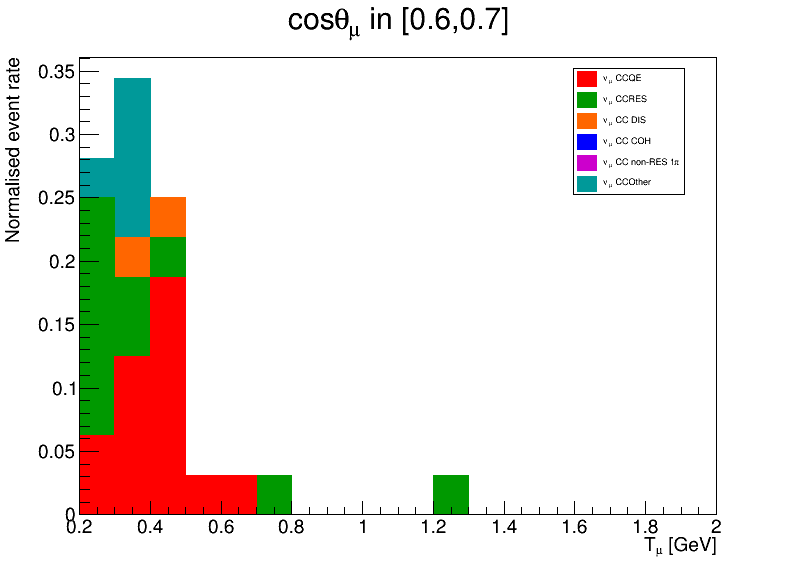 cosθμ in [0.6,0.7]
Normalised event rate
0.35
0.3
0.25
0.2
0.15
0.1
0.05
0
νμ CCQE
νμ CCRES
νμ CC DIS
νμ CC COH
νμ CC non-RES 1π
νμ CCOther
0.2 0.4 0.6 0.8 1 1.2 1.4 1.6 1.8 2
Tμ [GeV]